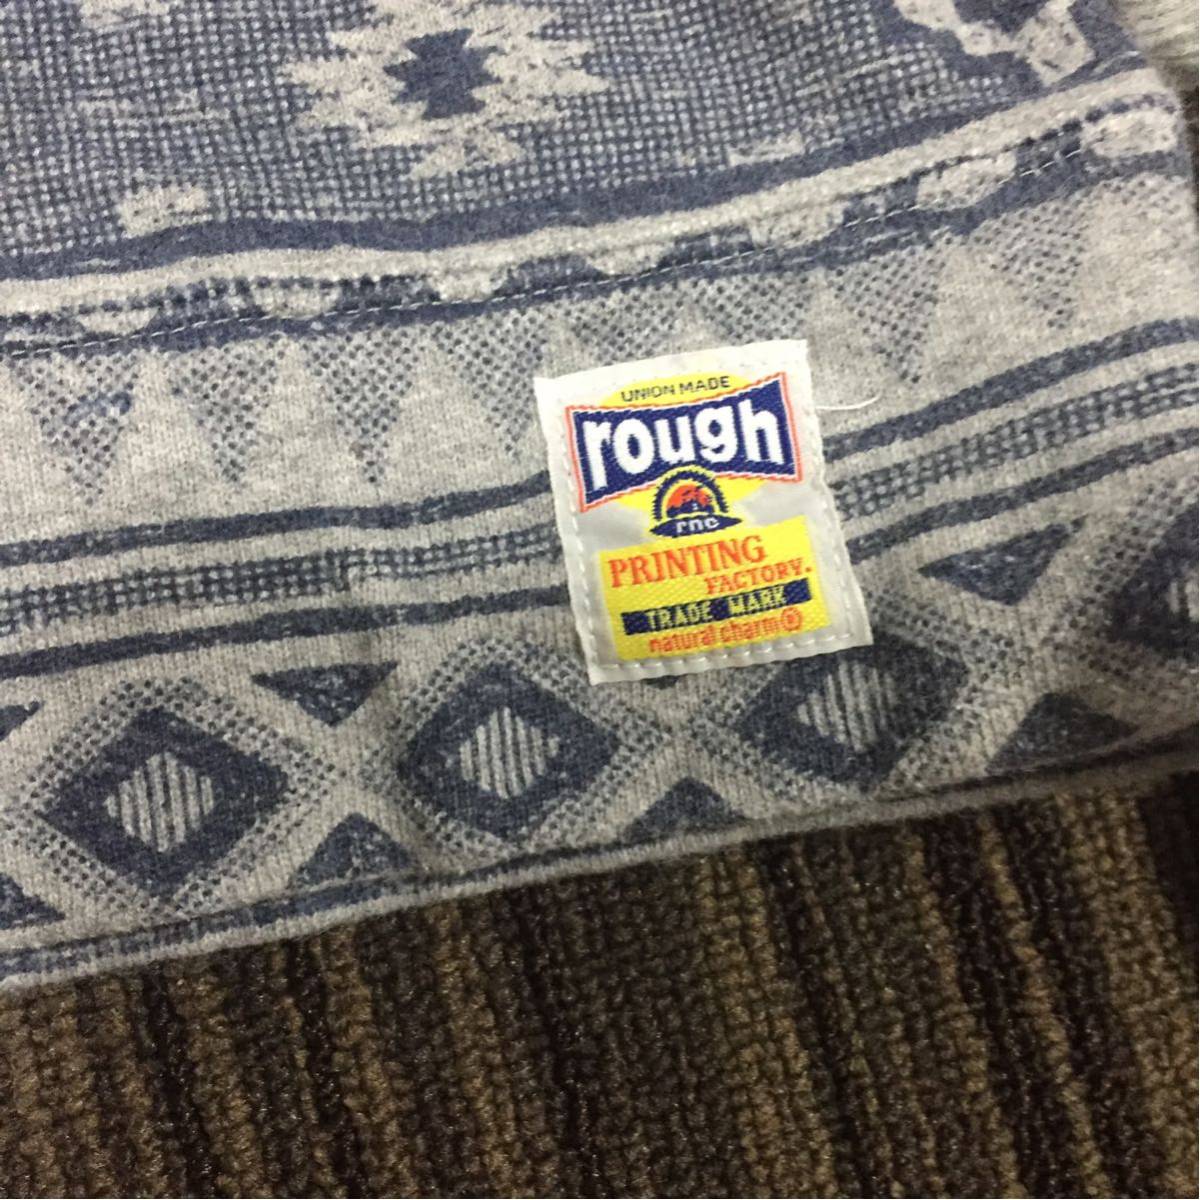 UNION MADE
rough
rnc
PRINTING
FACTORY.
TRADE MARK
natural charm®